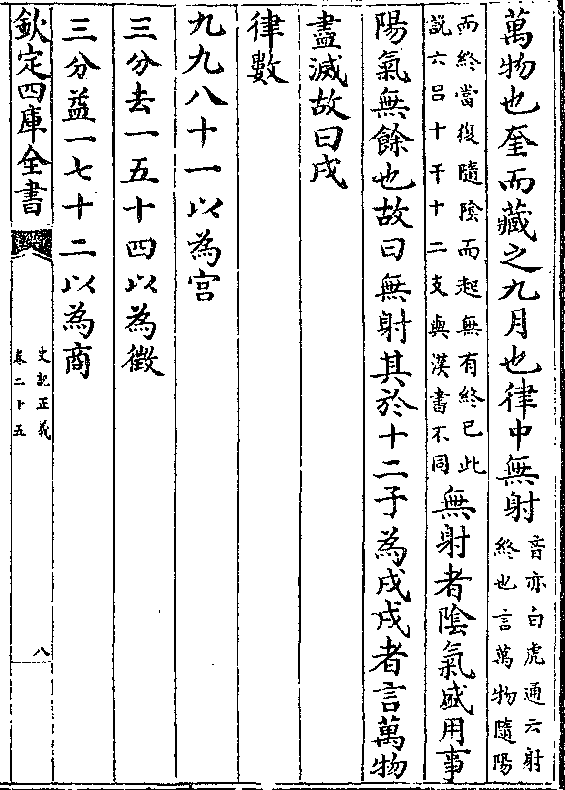 萬物也奎而藏之九月也律中無射音亦白虎通云射終也言萬物隨陽
而終當復隨陰而起無有終已此說六呂十干十二支與漢書不同無射者陰氣盛用事
陽氣無餘也故曰無射其於十二子為戌戌者言萬物
盡滅故曰戌
律數
九九八十一以為宮
三分去一五十四以為徵
三分益一七十二以為商
欽定四庫全書
史記正義
卷二十五
八